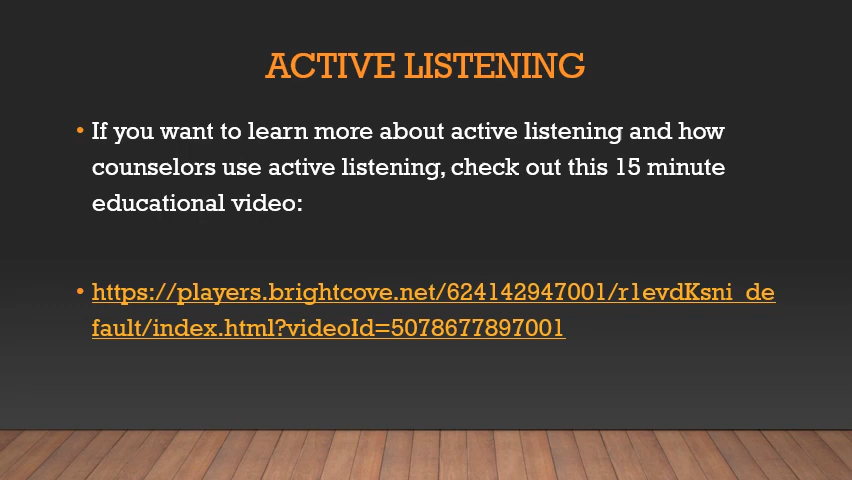 ACTIVE LISTENING
• If you want to learn more about active listening and how
counselors use active listening, check out this 15 minute
educational video:
• https://players.brightcove.net/624142947001/r1evdKsni_de
fault/index.html?videoId=5078677897001